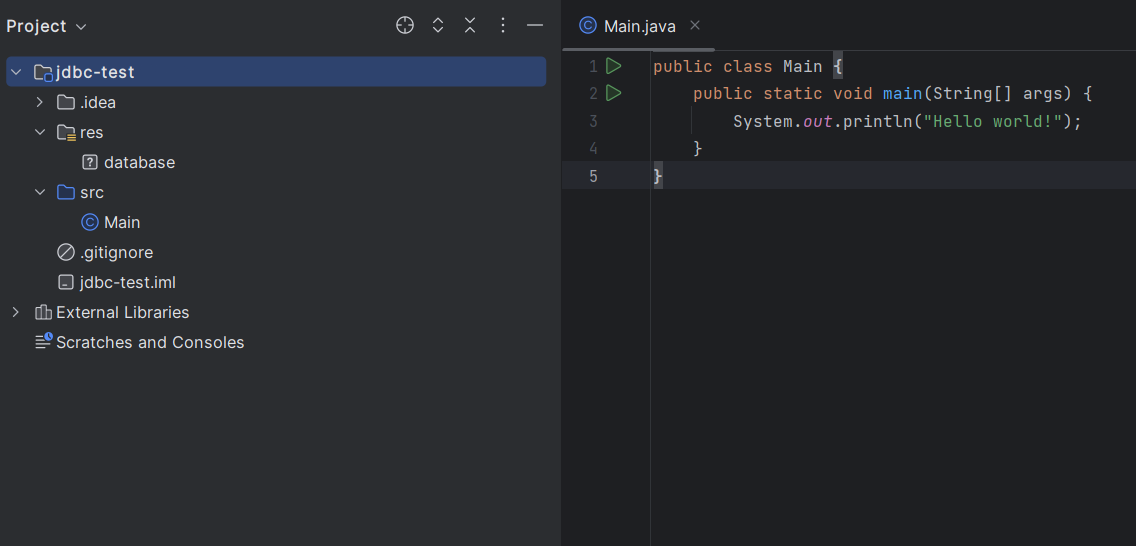 Project
jdbc-test
.idea
res
database
src
Main
.gitignore
jdbc-test.iml
External Libraries
Scratches and Consoles
Main.java
1 public class Main {
2     public static void main(String[] args) {
3         System.out.println("Hello world!");
4     }
5 }